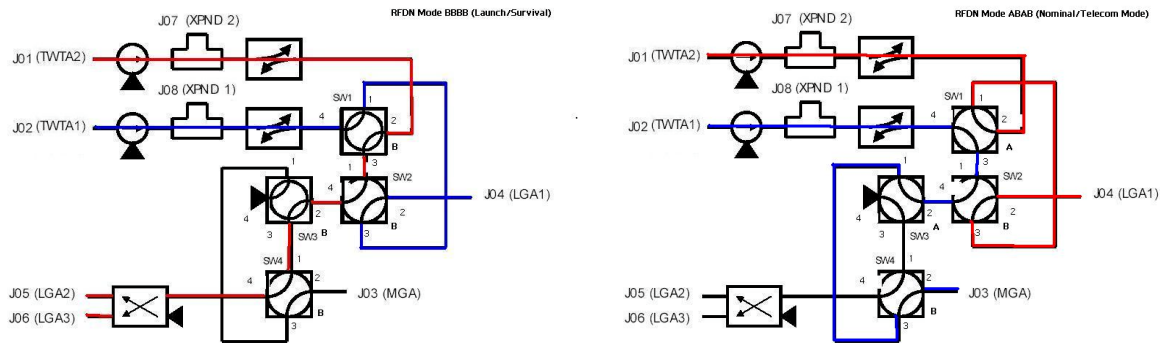 RFDN Mode BBBB (Launch/Survival)
J07 (XPND 2)
J01 (TWTA2)
J08 (XPND 1)
SW1
1
4
2
J02 (TWTA1)
B
3
1
4
SW2
1
J04 (LGA1)
2
2
4
B
B
3
SW3
3
SW4
1
4
2
J05 (LGA2)
J03 (MGA)
J06 (LGA3)
B
3
RFDN Mode ABAB (Nominal/Telecom Mode)
J07 (XPND 2)
J01 (TWTA2)
J08 (XPND 1)
SW1
1
4
2
J02 (TWTA1)
A
3
1
4
SW2
1
J04 (LGA1)
2
2
4
A
B
3
SW3
3
SW4
1
4
2
J05 (LGA2)
J03 (MGA)
J06 (LGA3)
B
3